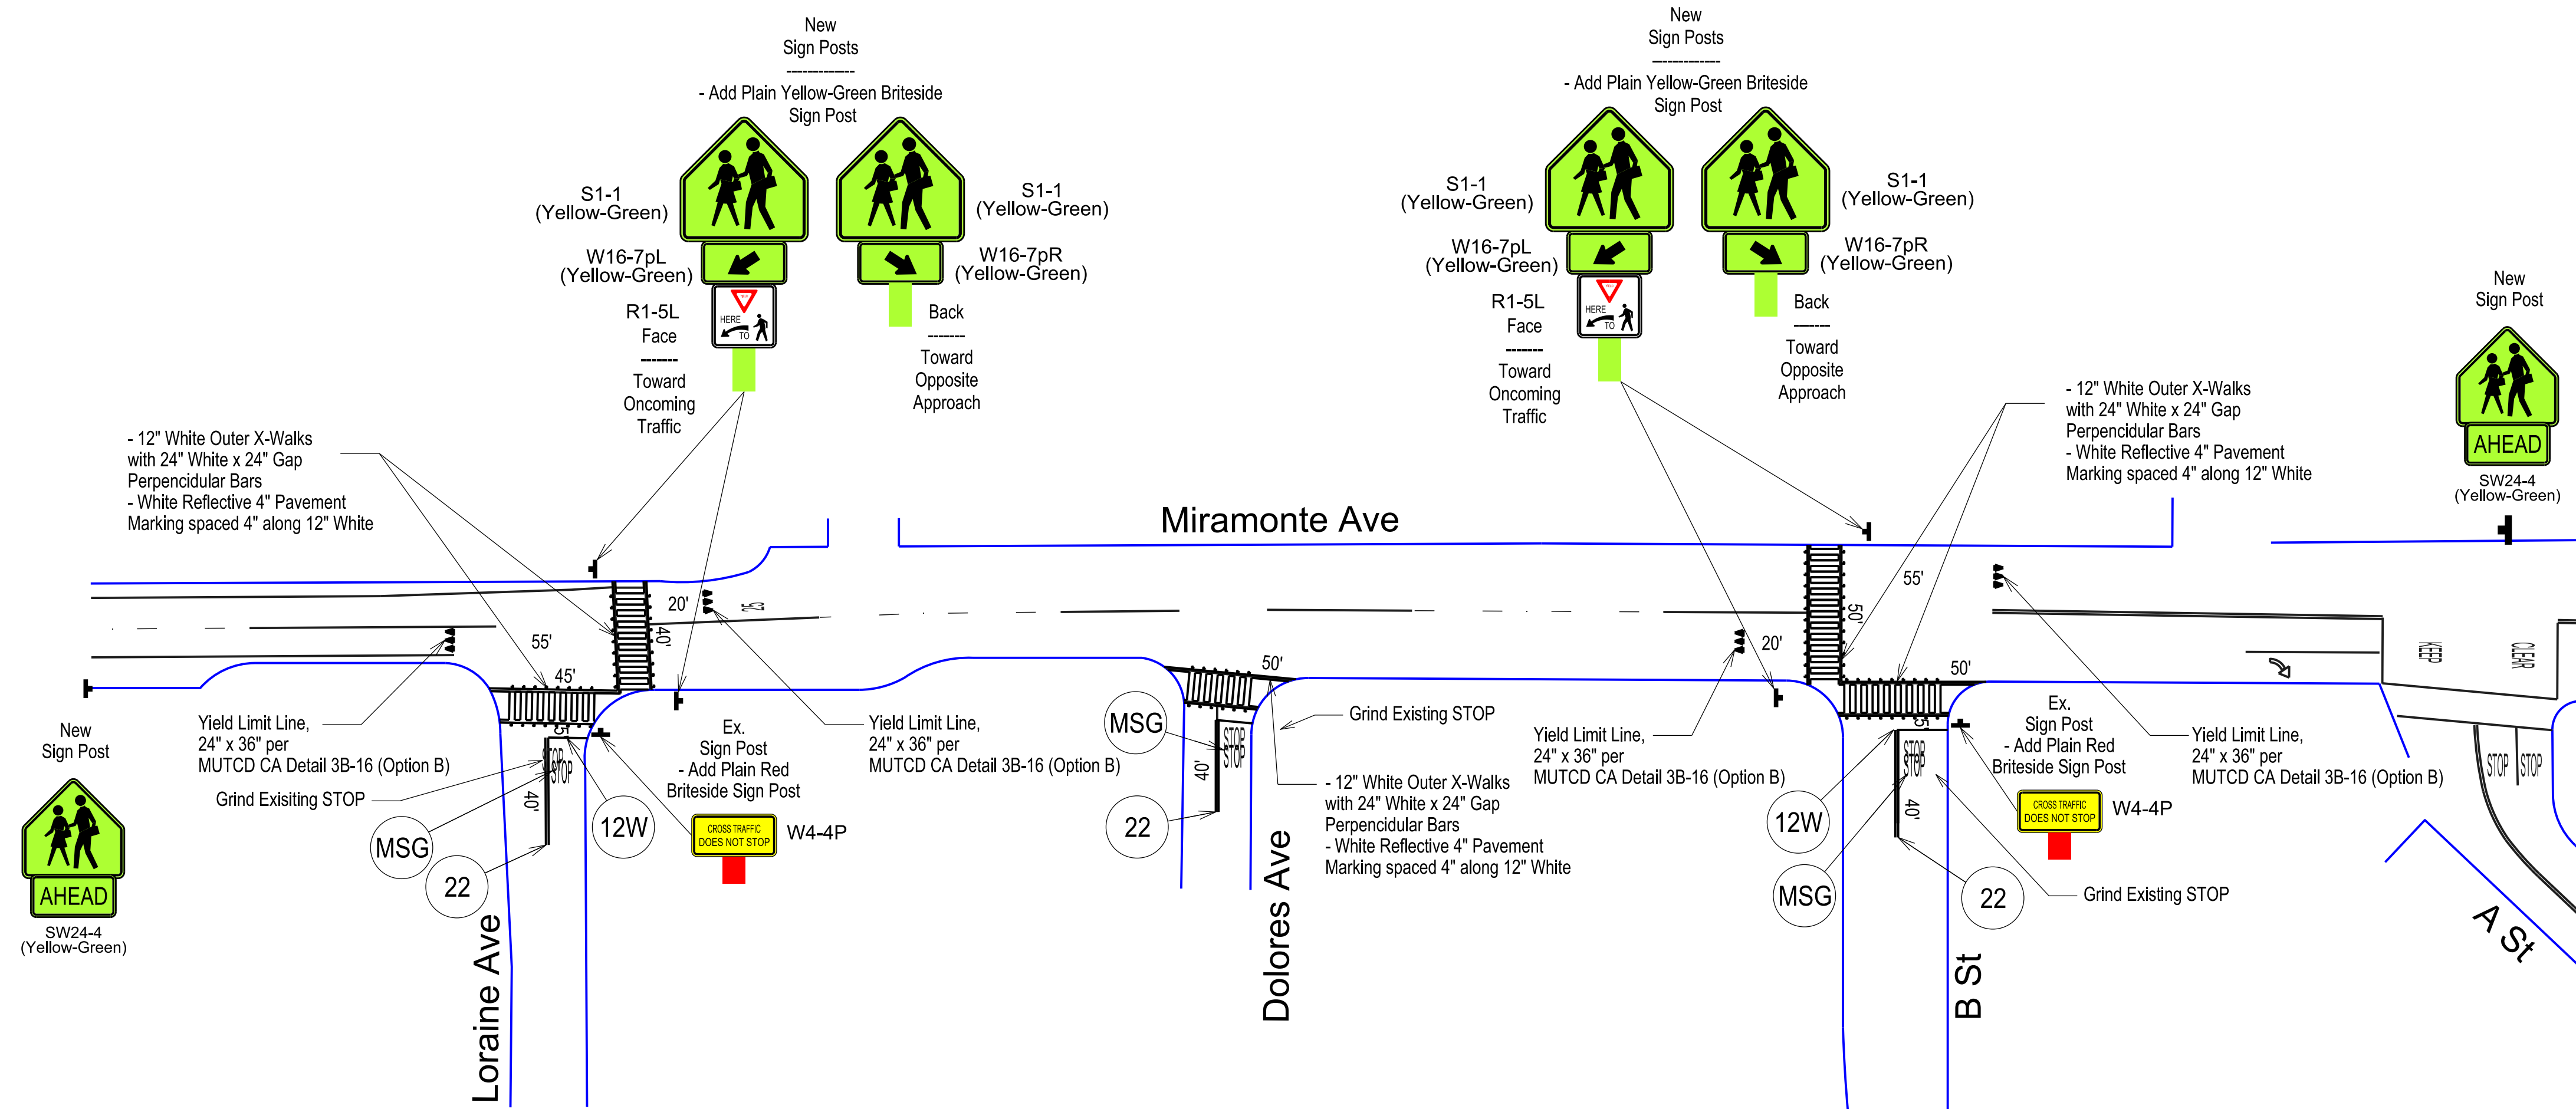 New
Sign Posts
-------------
- Add Plain Yellow-Green Briteside
Sign Post
S1-1
(Yellow-Green)
S1-1
(Yellow-Green)
W16-7pL
(Yellow-Green)
W16-7pR
(Yellow-Green)
R1-5L
Face
-------
Toward
Oncoming
Traffic
HERE
TO
Back
-------
Toward
Opposite
Approach
New
Sign Posts
-------------
- Add Plain Yellow-Green Briteside
Sign Post
S1-1
(Yellow-Green)
S1-1
(Yellow-Green)
W16-7pL
(Yellow-Green)
W16-7pR
(Yellow-Green)
R1-5L
Face
-------
Toward
Oncoming
Traffic
HERE
TO
Back
-------
Toward
Opposite
Approach
New
Sign Post
AHEAD
SW24-4
(Yellow-Green)
- 12" White Outer X-Walks
with 24" White x 24" Gap
Perpencidular Bars
- White Reflective 4" Pavement
Marking spaced 4" along 12" White
- 12" White Outer X-Walks
with 24" White x 24" Gap
Perpencidular Bars
- White Reflective 4" Pavement
Marking spaced 4" along 12" White
Miramonte Ave
55'
20'
25
40'
45'
5'
50'
20'
50'
55'
50'
5'
KEEP
CLEAR
New
Sign Post
AHEAD
SW24-4
(Yellow-Green)
Yield Limit Line,
24" x 36" per
MUTCD CA Detail 3B-16 (Option B)
Grind Exisiting STOP
STOP
STOP
40'
MSG
22
12W
Ex.
Sign Post
- Add Plain Red
Briteside Sign Post
CROSS TRAFFIC
DOES NOT STOP
W4-4P
Yield Limit Line,
24" x 36" per
MUTCD CA Detail 3B-16 (Option B)
Loraine Ave
MSG
22
STOP
STOP
40'
Grind Existing STOP
- 12" White Outer X-Walks
with 24" White x 24" Gap
Perpencidular Bars
- White Reflective 4" Pavement
Marking spaced 4" along 12" White
Dolores Ave
Yield Limit Line,
24" x 36" per
MUTCD CA Detail 3B-16 (Option B)
12W
MSG
STOP
STOP
40'
22
Ex.
Sign Post
- Add Plain Red
Briteside Sign Post
CROSS TRAFFIC
DOES NOT STOP
W4-4P
Grind Existing STOP
Yield Limit Line,
24" x 36" per
MUTCD CA Detail 3B-16 (Option B)
B St
STOP
STOP
A St